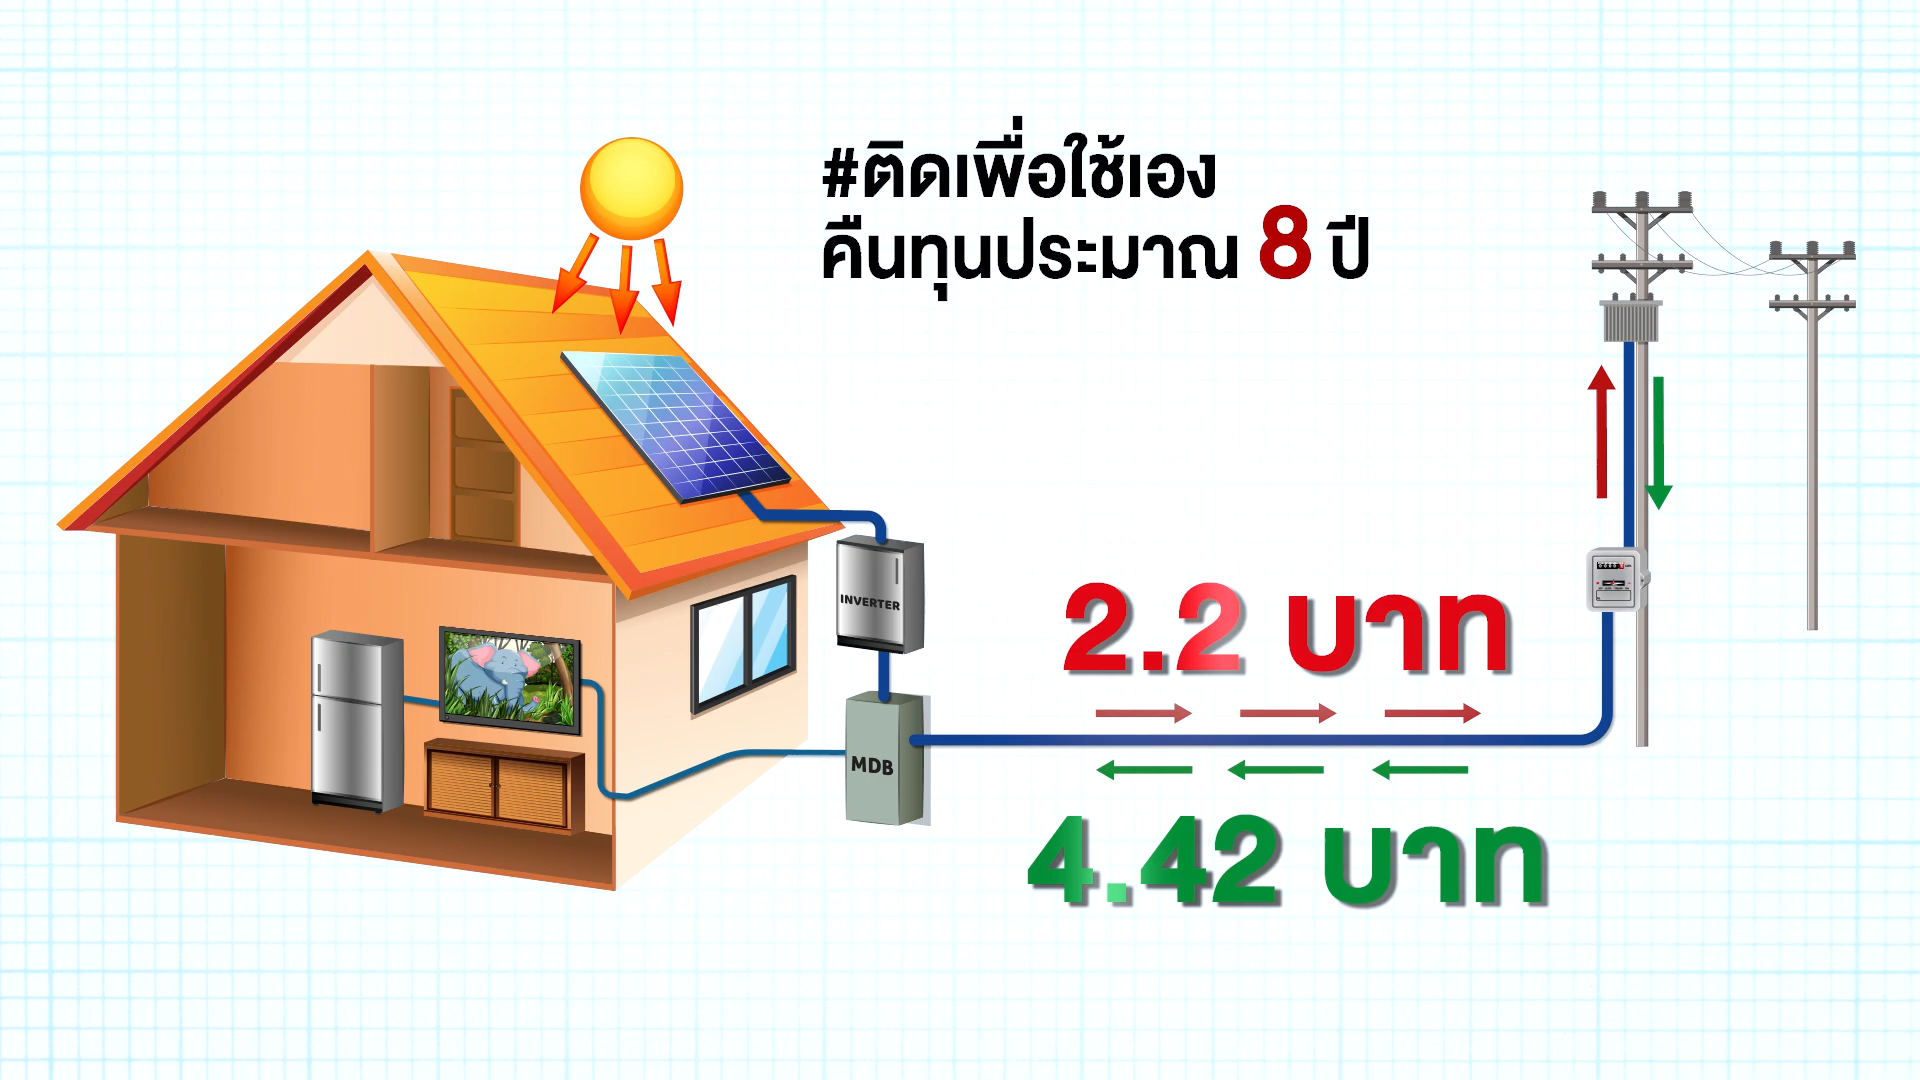 #ติดเพื่อใช้เอง
คืนทุนประมาณ 8 ปี
INVERTER
2.2 บาท
MDB
4.42 บาท